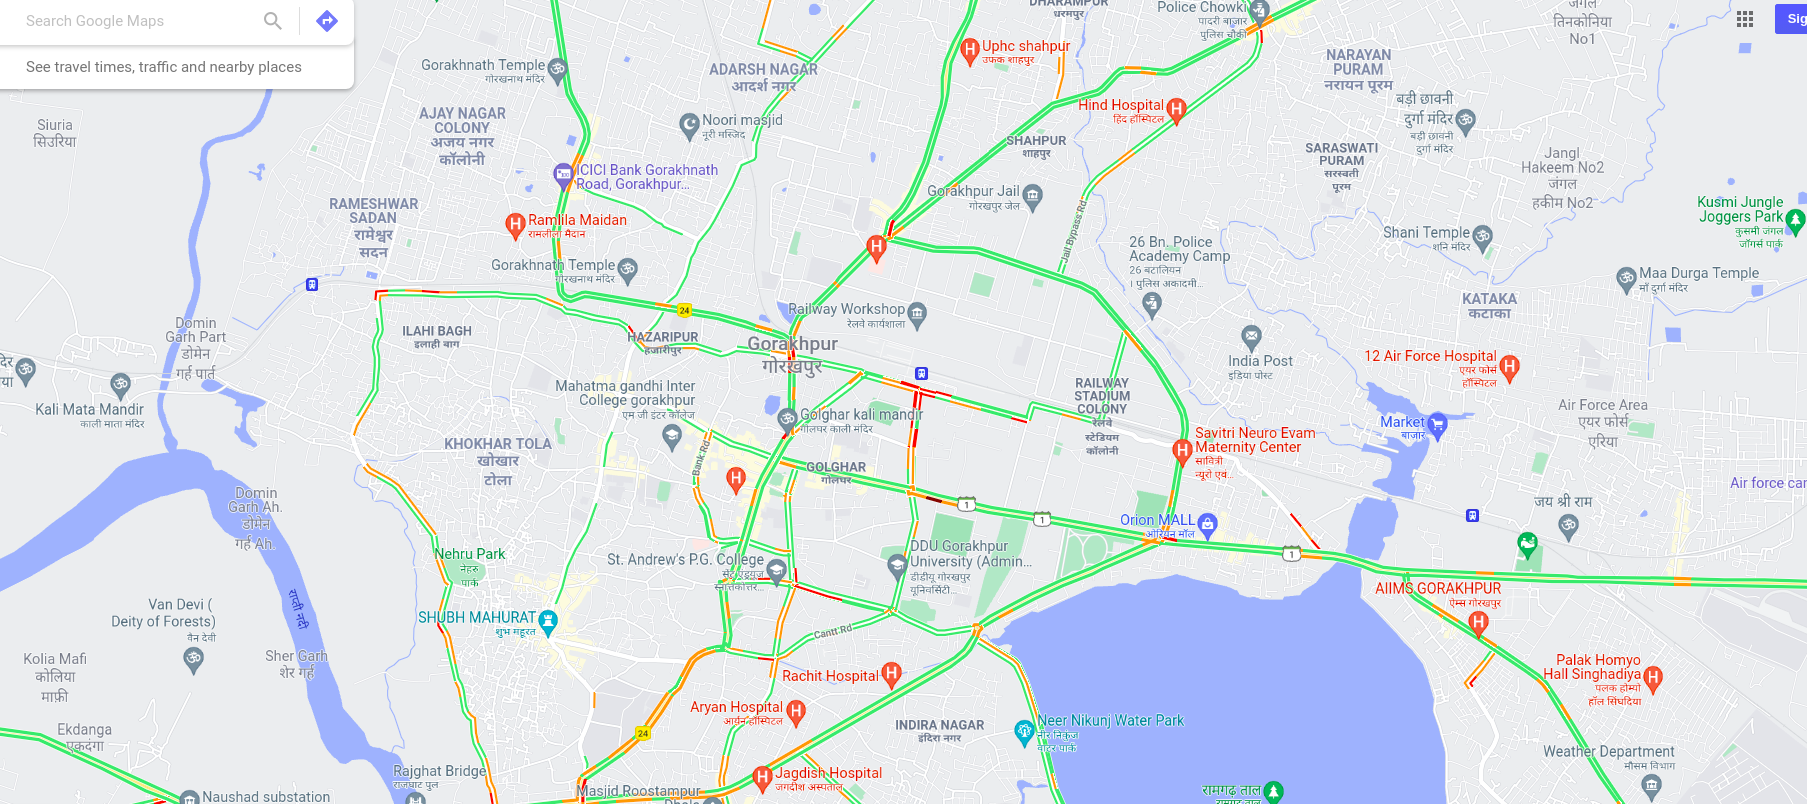 Search Google Maps
See travel times, traffic and nearby places
Sig
DHARAMPUR
धरमपुर
Police Chowki
पादरी बाजार
पुलिस चौकी
जंगल
तिनकोनिया
No1
Gorakhnath Temple
गोरखनाथ मंदिर
ADARSH NAGAR
आदर्श नगर
Uphc shahpur
उफक शाहपुर
NARAYAN
PURAM
नरायन पूरम
Siuria
सिउरिया
AJAY NAGAR
COLONY
अजय नगर
कॉलोनी
Noori masjid
नूरी मस्जिद
Hind Hospital
हिंद हॉस्पिटल
बड़ी छावनी
दुर्गा मंदिर
बड़ी छावनी
दुर्गा मंदिर
SHAHPUR
शाहपुर
SARASWATI
PURAM
सरस्वती
पूरम
Jangl
Hakeem No2
जंगल
हकीम No2
ICICI Bank Gorakhnath
Road, Gorakhpur...
Gorakhpur Jail
गोरखपुर जेल
RAMESHWAR
SADAN
रामेश्वर
सदन
Ramlila Maidan
रामलीला मैदान
Jail Bypass Rd
Kusmi Jungle
Joggers Park
कुसमी जंगल
जॉगर्स पार्क
Shani Temple
शनि मंदिर
26 Bn. Police
Academy Camp
26 बटालियन
। पुलिस अकादमी...
Gorakhnath Temple
गोरखनाथ मंदिर
Maa Durga Temple
माँ दुर्गा मंदिर
24
KATAKA
कटाका
Railway Workshop
रेलवे कार्यशाला
Domin
Garh Part
डोमेन
गर्ह पार्ट
ILAHI BAGH
इलाही बाग
HAZARIPUR
हजारीपुर
Gorakhpur
गोरखपुर
India Post
इंडिया पोस्ट
12 Air Force Hospital
एयर फोर्स
हॉस्पिटल
Mahatma gandhi Inter
College gorakhpur
एम जी इंटर कॉलेज
RAILWAY
STADIUM
COLONY
रेलवे
स्टेडियम
कॉलोनी
Kali Mata Mandir
काली माता मंदिर
Golghar kali mandir
गोलघर काली मंदिर
Air Force Area
एयर फोर्स
एरिया
Market
बाजार
KHOKHAR TOLA
खोखार
टोला
Bank Rd
GOLGHAR
गोलघर
Savitri Neuro Evam
Maternity Center
सावित्री
न्यूरो एव...
Air force car
Domin
Garh Ah.
डोमेन
गर्ह Ah.
1
1
1
Orion MALL
ओरियन मॉल
जय श्री राम
Nehru Park
नेहरु
पार्क
St. Andrew's P.G. College
DDU Gorakhpur
University (Admin...
डीडीयू गोरखपुर
यूनिवर्सिटी...
AIIMS GORAKHPUR
ऐम्स गोरखपुर
राप्ती नदी
Van Devi (
Deity of Forests)
वैन देवी
SHUBH MAHURAT
शुभ महूरत
Cantt Rd
Kolia Mafi
कोलिया
माफ़ी
Sher Garh
शेर गर्ह
Rachit Hospital
Palak Homyo
Hall Singhadiya
पलक होम्यो
हॉल सिंघदिया
Aryan Hospital
आर्यन हॉस्पिटल
24
INDIRA NAGAR
इंदिरा नगर
Neer Nikunj Water Park
नीर निकुंज
वाटर पार्क
Ekdanga
एकदंगा
Weather Department
मौसम विभाग
Rajghat Bridge
राजघाट पुल
Jagdish Hospital
जगदीश अस्पताल
Naushad substation
Masjid Roostampur
रामगढ़ ताल